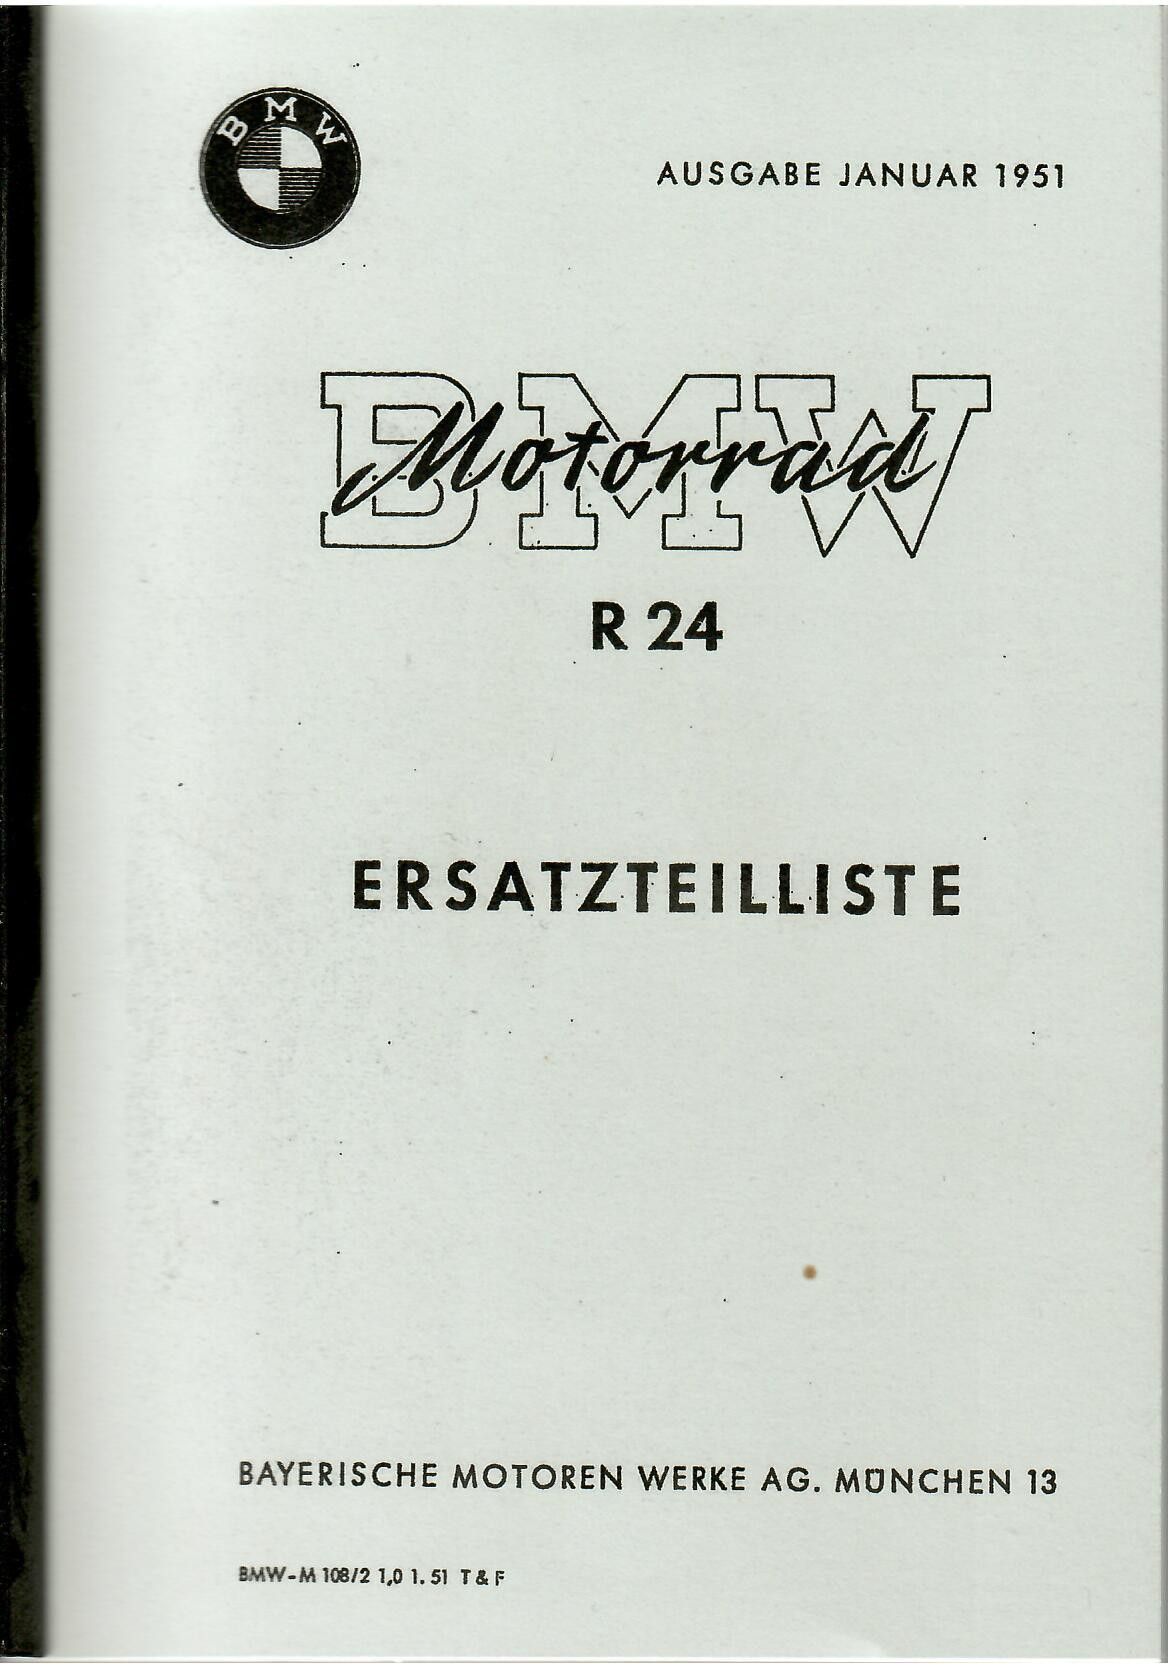 BMW
AUSGABE JANUAR 1951
BMW
Motorrad
R 24
ERSATZTEILLISTE
BAYERISCHE MOTOREN WERKE AG. MÜNCHEN 13
BMW-M 108/2 1,0 1. 51 T & F